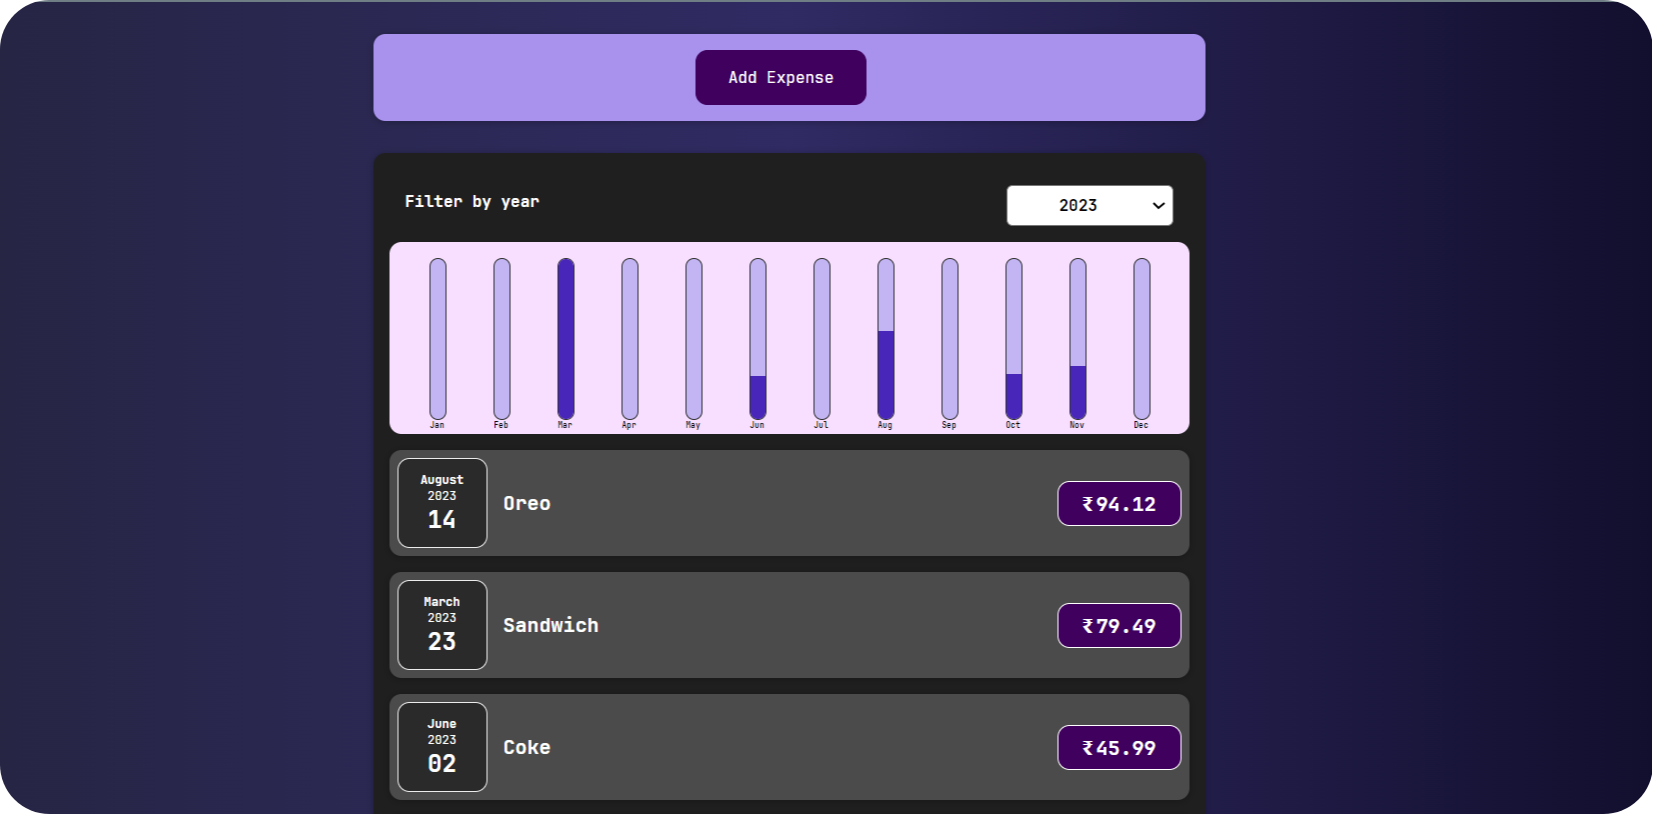 Add Expense
Filter by year
2023
Jan Feb Mar Apr May Jun Jul Aug Sep Oct Nov Dec
August
2023
14
Oreo
₹94.12
March
2023
23
Sandwich
₹79.49
June
2023
02
Coke
₹45.99